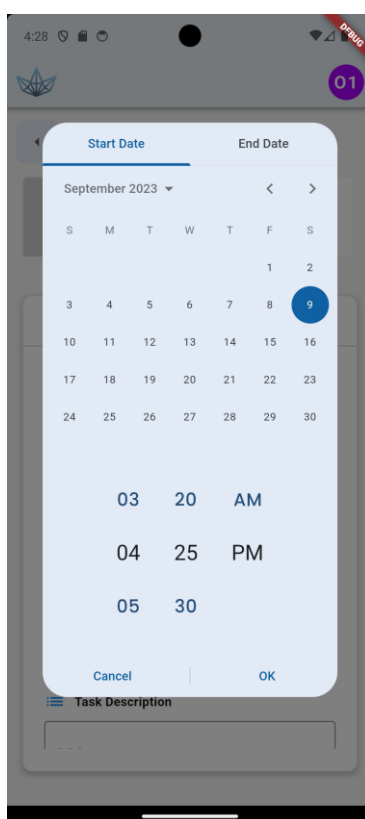 4:28
DEBUG
01
Start Date End Date
September 2023
S M T W T F S
1 2
3 4 5 6 7 8 9
10 11 12 13 14 15 16
17 18 19 20 21 22 23
24 25 26 27 28 29 30
03 20 AM
04 25 PM
05 30
Cancel OK
Task Description